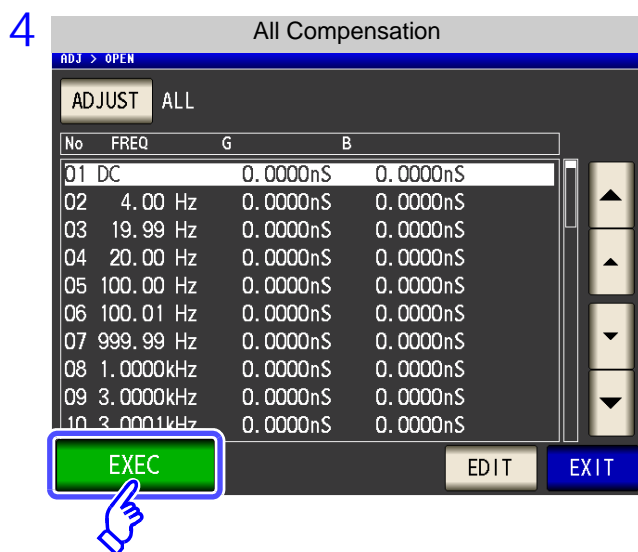 4
All Compensation
ADJ > OPEN
ADJUST ALL
No FREQ G B
01 DC 0.0000nS 0.0000nS
02 4.00 Hz 0.0000nS 0.0000nS
03 19.99 Hz 0.0000nS 0.0000nS
04 20.00 Hz 0.0000nS 0.0000nS
05 100.00 Hz 0.0000nS 0.0000nS
06 100.01 Hz 0.0000nS 0.0000nS
07 999.99 Hz 0.0000nS 0.0000nS
08 1.0000kHz 0.0000nS 0.0000nS
09 3.0000kHz 0.0000nS 0.0000nS
10 3.0001kHz 0.0000nS 0.0000nS
EXEC EDIT EXIT